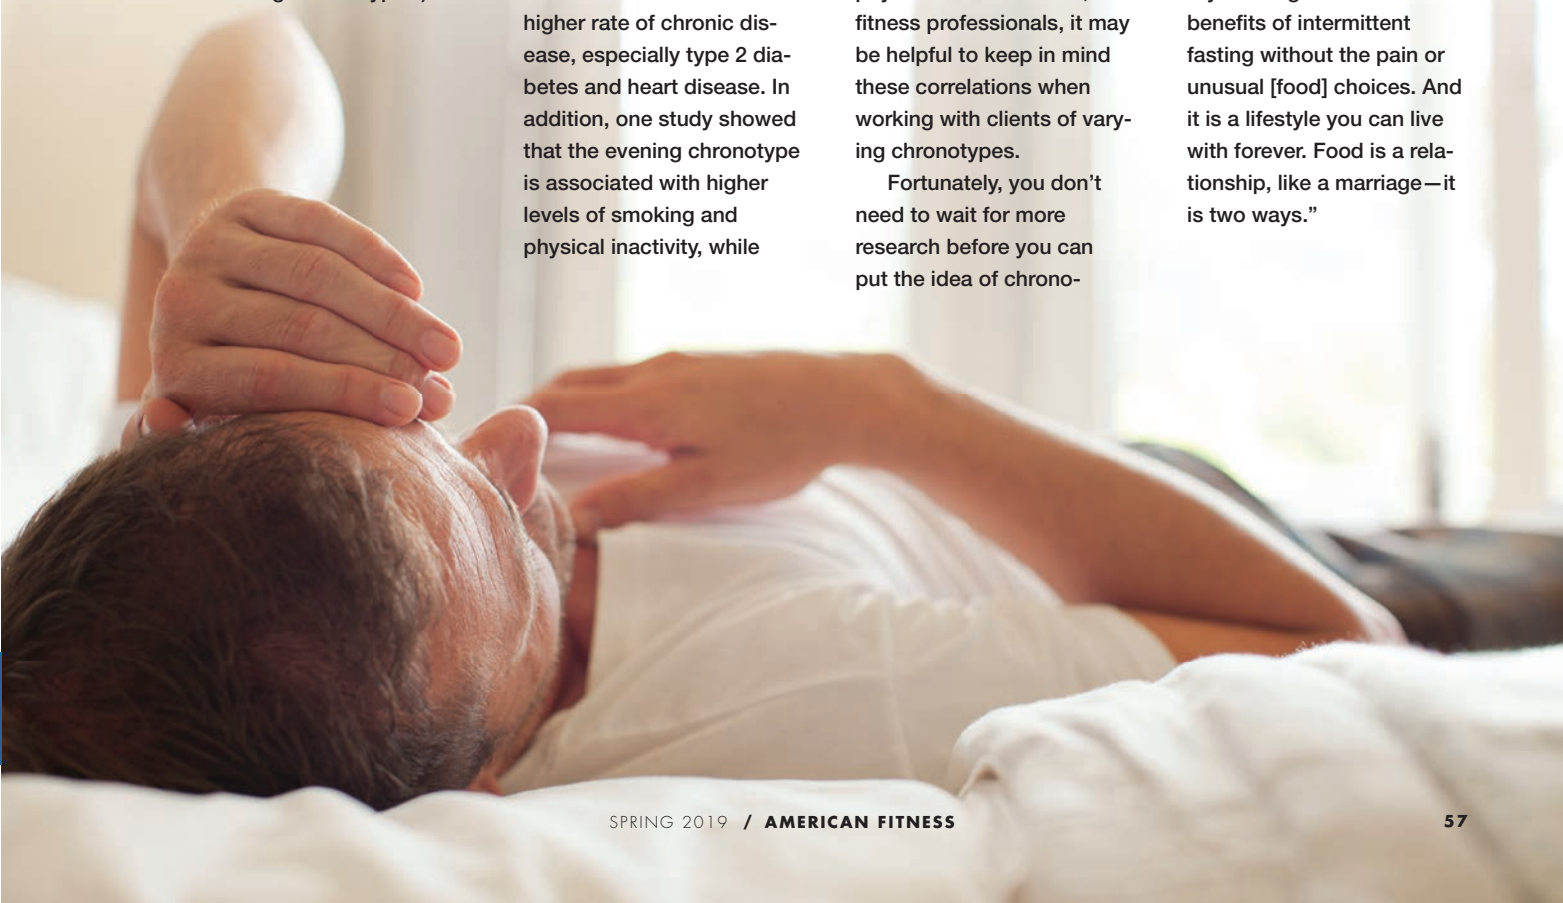 higher rate of chronic dis-
ease, especially type 2 dia-
betes and heart disease. In
addition, one study showed
that the evening chronotype
is associated with higher
levels of smoking and
physical inactivity, while
fitness professionals, it may
be helpful to keep in mind
these correlations when
working with clients of vary-
ing chronotypes.
Fortunately, you don’t
need to wait for more
research before you can
put the idea of chrono-
benefits of intermittent
fasting without the pain or
unusual [food] choices. And
it is a lifestyle you can live
with forever. Food is a rela-
tionship, like a marriage—it
is two ways.”
SPRING 2019 / AMERICAN FITNESS
57